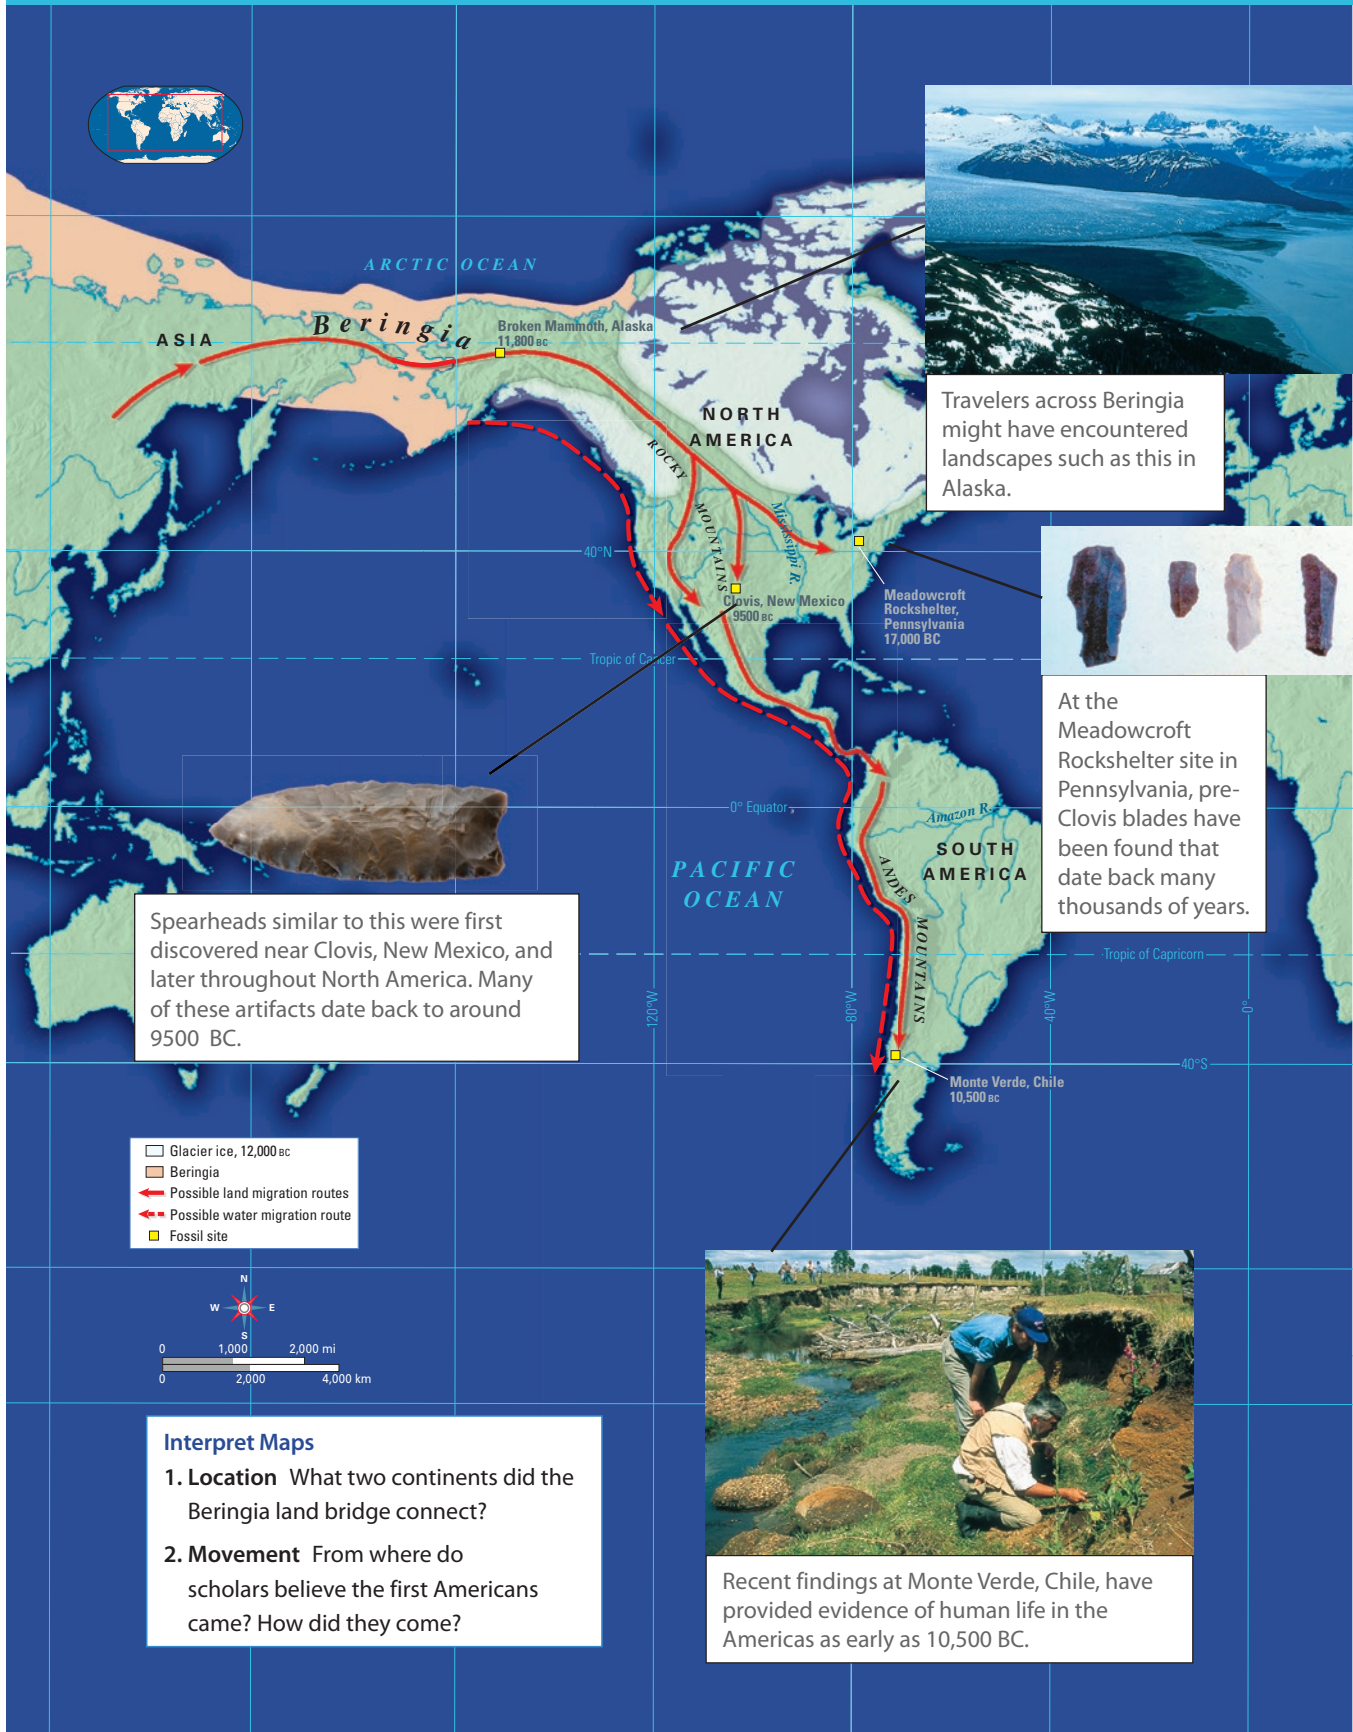 ARCTIC OCEAN
ASIA
Beringia
Broken Mammoth, Alaska
11,800 BC
NORTH
AMERICA
ROCKY
MOUNTAINS
Mississippi R.
40°N
Clovis, New Mexico
9500 BC
Meadowcroft
Rockshelter,
Pennsylvania
17,000 BC
Tropic of Cancer
Travelers across Beringia
might have encountered
landscapes such as this in
Alaska.
At the
Meadowcroft
Rockshelter site in
Pennsylvania, pre-
Clovis blades have
been found that
date back many
thousands of years.
0° Equator
Amazon R.
SOUTH
AMERICA
PACIFIC
OCEAN
ANDES
MOUNTAINS
Spearheads similar to this were first
discovered near Clovis, New Mexico, and
later throughout North America. Many
of these artifacts date back to around
9500 BC.
Tropic of Capricorn
120°W
80°W
40°W
0°
40°S
Monte Verde, Chile
10,500 BC
Glacier ice, 12,000 BC
Beringia
Possible land migration routes
Possible water migration route
Fossil site
N
W
E
S
0 1,000 2,000 mi
0 2,000 4,000 km
Interpret Maps
1. Location What two continents did the
Beringia land bridge connect?
2. Movement From where do
scholars believe the first Americans
came? How did they come?
Recent findings at Monte Verde, Chile, have
provided evidence of human life in the
Americas as early as 10,500 BC.